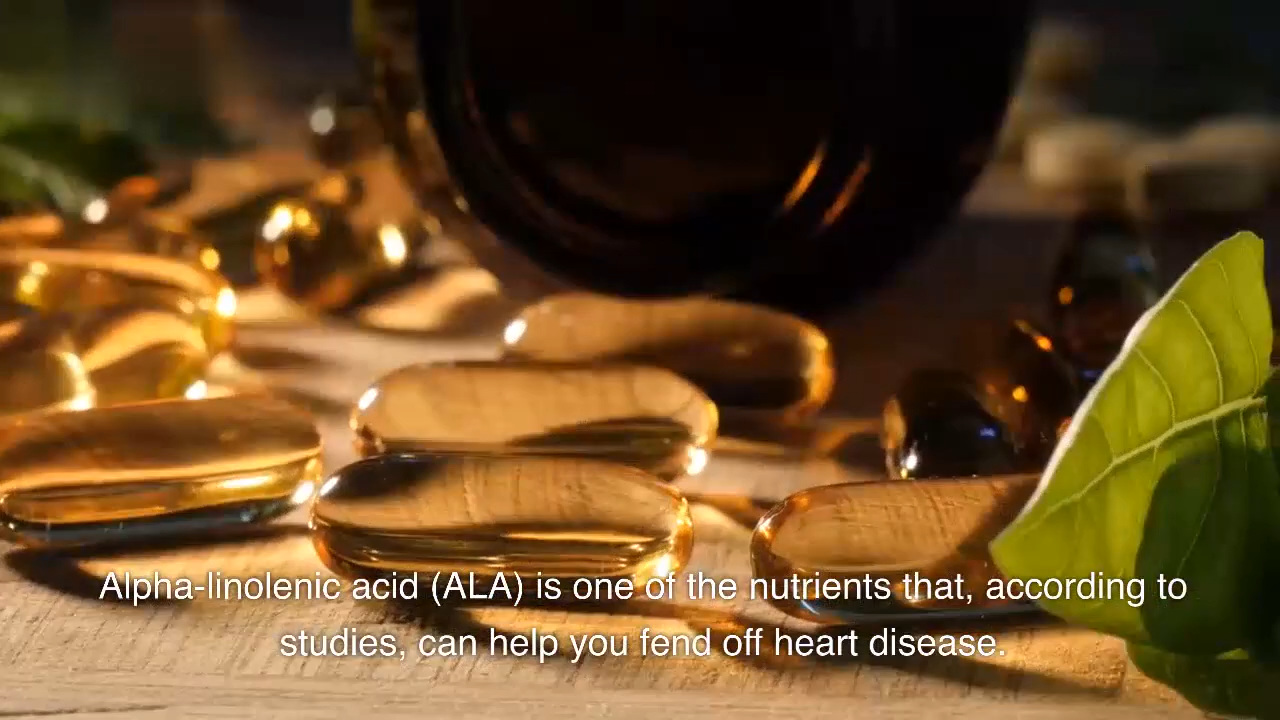 Alpha-linolenic acid (ALA) is one of the nutrients that, according to
studies, can help you fend off heart disease.